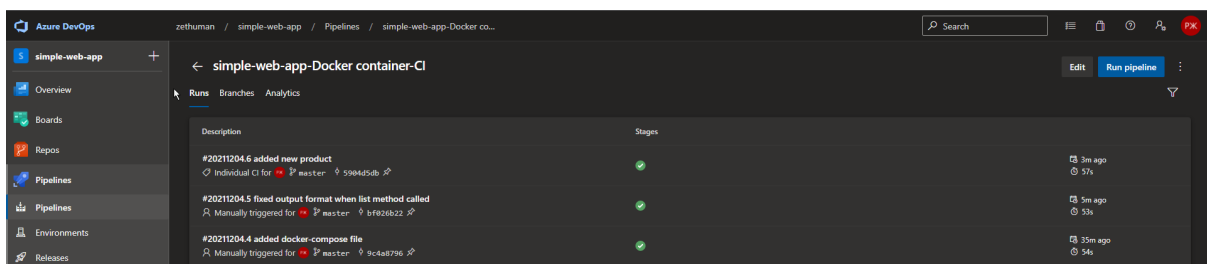 Azure DevOps
zethuman / simple-web-app / Pipelines / simple-web-app-Docker co...
Search
РЖ
S simple-web-app
simple-web-app-Docker container-CI
Edit
Run pipeline
Overview
Runs Branches Analytics
Boards
Description
Stages
Repos
#20211204.6 added new product
3m ago
Individual CI for РЖ master 5904d5db
57s
Pipelines
#20211204.5 fixed output format when list method called
5m ago
Pipelines
Manually triggered for РЖ master bf026b22
53s
Environments
#20211204.4 added docker-compose file
35m ago
Releases
Manually triggered for РЖ master 9c4a8796
54s